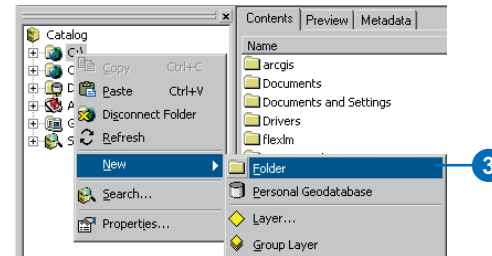 Contents Preview Metadata
Catalog
Name
C:\
arcgis
Copy Ctrl+C
Documents
Paste Ctrl+V
Documents and Settings
Disconnect Folder
Drivers
Refresh
flexlm
New
Folder
3
Personal Geodatabase
Search...
Layer...
Properties...
Group Layer